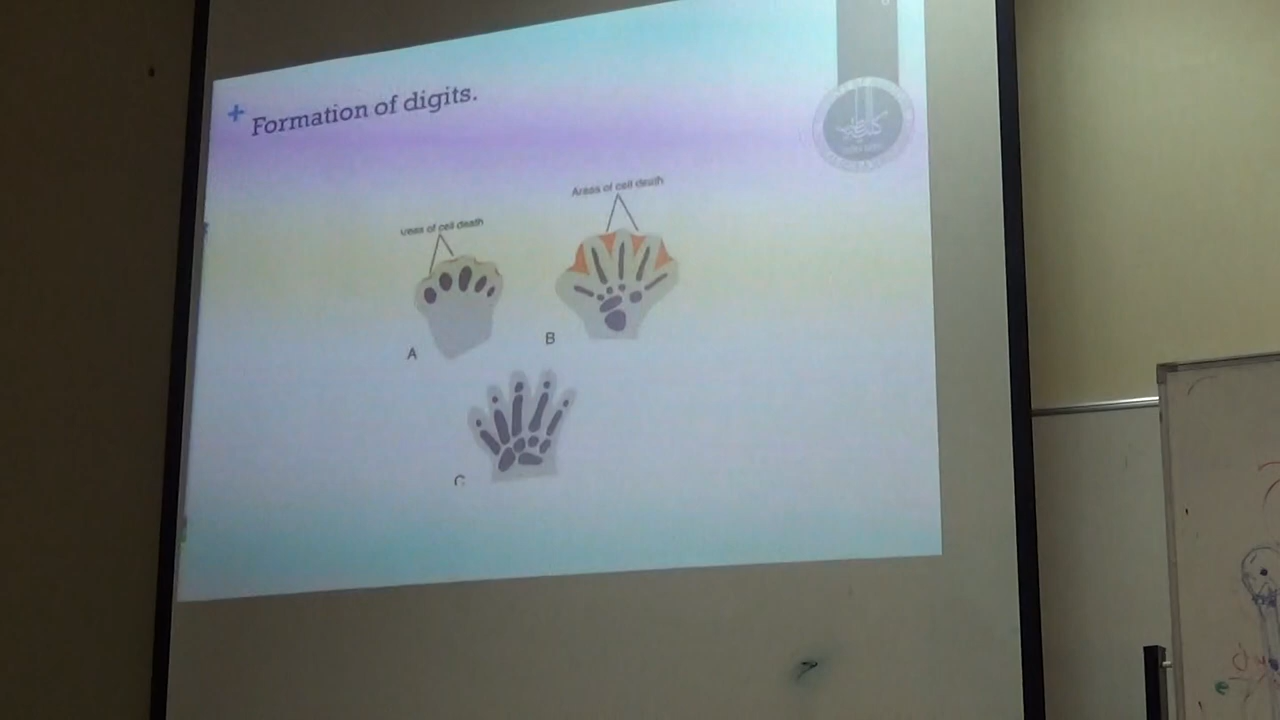 + Formation of digits.
Areas of cell death
Areas of cell death
A
B
C